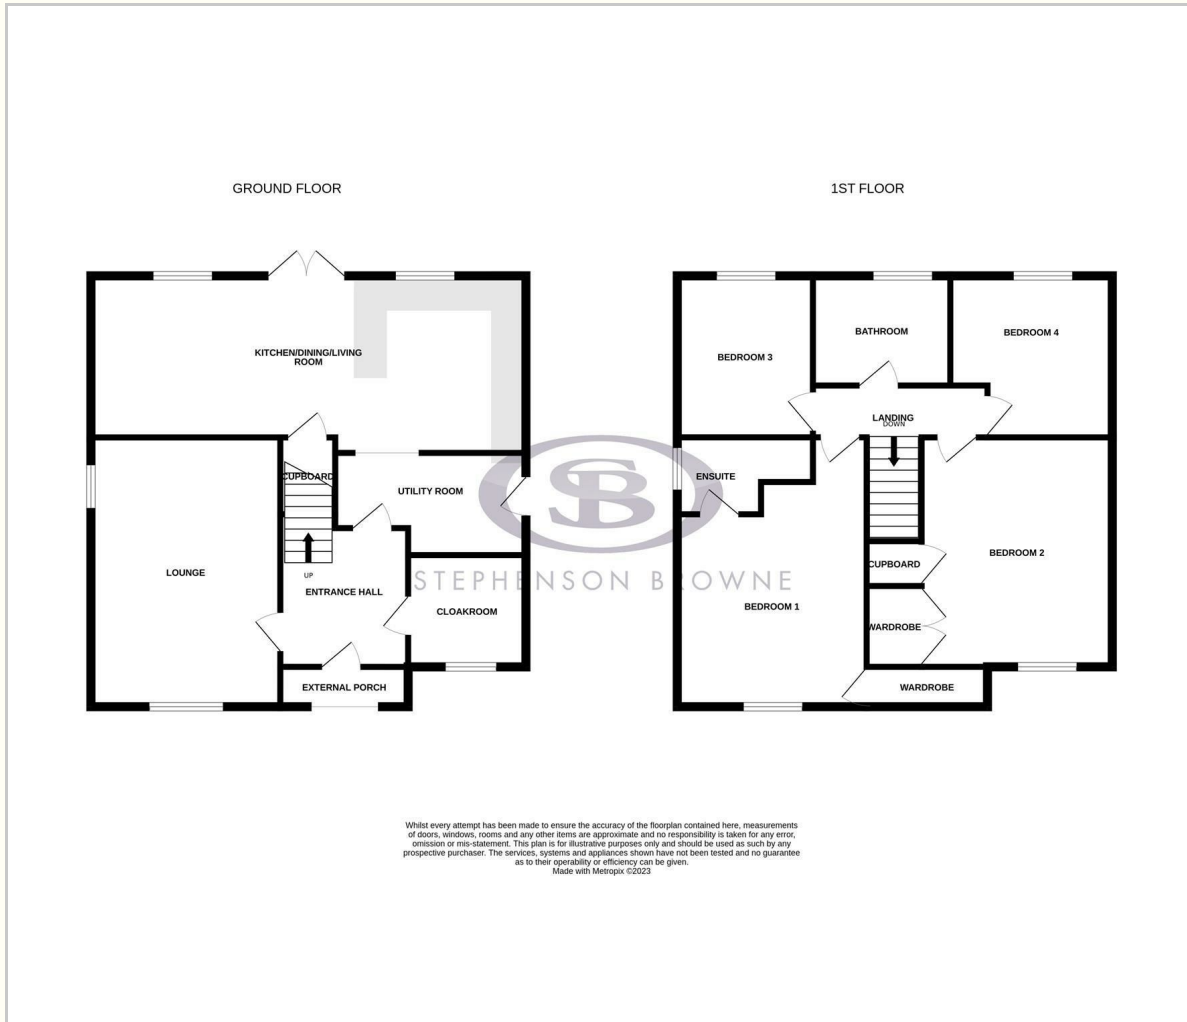 GROUND FLOOR
KITCHEN/DINING/LIVING
ROOM
CUPBOARD
UTILITY ROOM
LOUNGE
UP
ENTRANCE HALL
CLOAKROOM
EXTERNAL PORCH
1ST FLOOR
BATHROOM
BEDROOM 4
BEDROOM 3
LANDING
DOWN
ENSUITE
BEDROOM 2
CUPBOARD
BEDROOM 1
WARDROBE
WARDROBE
SB
STEPHENSON BROWNE
Whilst every attempt has been made to ensure the accuracy of the floorplan contained here, measurements
of doors, windows, rooms and any other items are approximate and no responsibility is taken for any error,
omission or mis-statement. This plan is for illustrative purposes only and should be used as such by any
prospective purchaser. The services, systems and appliances shown have not been tested and no guarantee
as to their operability or efficiency can be given.
Made with Metropix ©2023